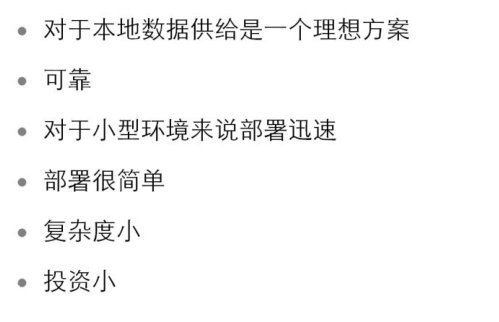 ● 对于本地数据供给是一个理想方案
● 可靠
● 对于小型环境来说部署迅速
● 部署很简单
● 复杂度小
● 投资小